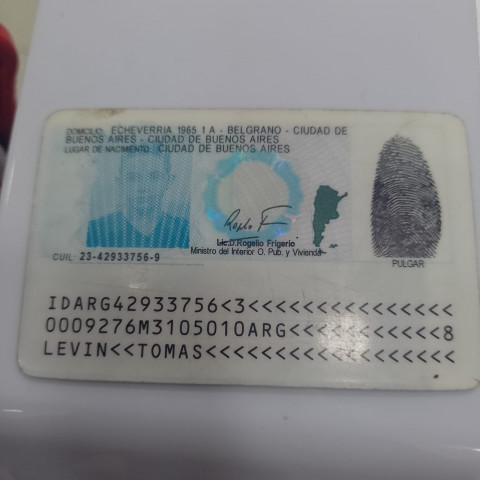 DOMICILIO: ECHEVERRIA 1965 1 A - BELGRANO - CIUDAD DE
BUENOS AIRES - CIUDAD DE BUENOS AIRES
LUGAR DE NACIMIENTO: CIUDAD DE BUENOS AIRES
Lic.D.Rogelio Frigerio
Ministro del Interior O. Pub. y Vivienda
CUIL: 23-42933756-9
PULGAR
IDARG42933756<3<<<<<<<<<<<<<<<
0009276M3105010ARG<<<<<<<<<<<8
LEVIN<<TOMAS<<<<<<<<<<<<<<<<<<